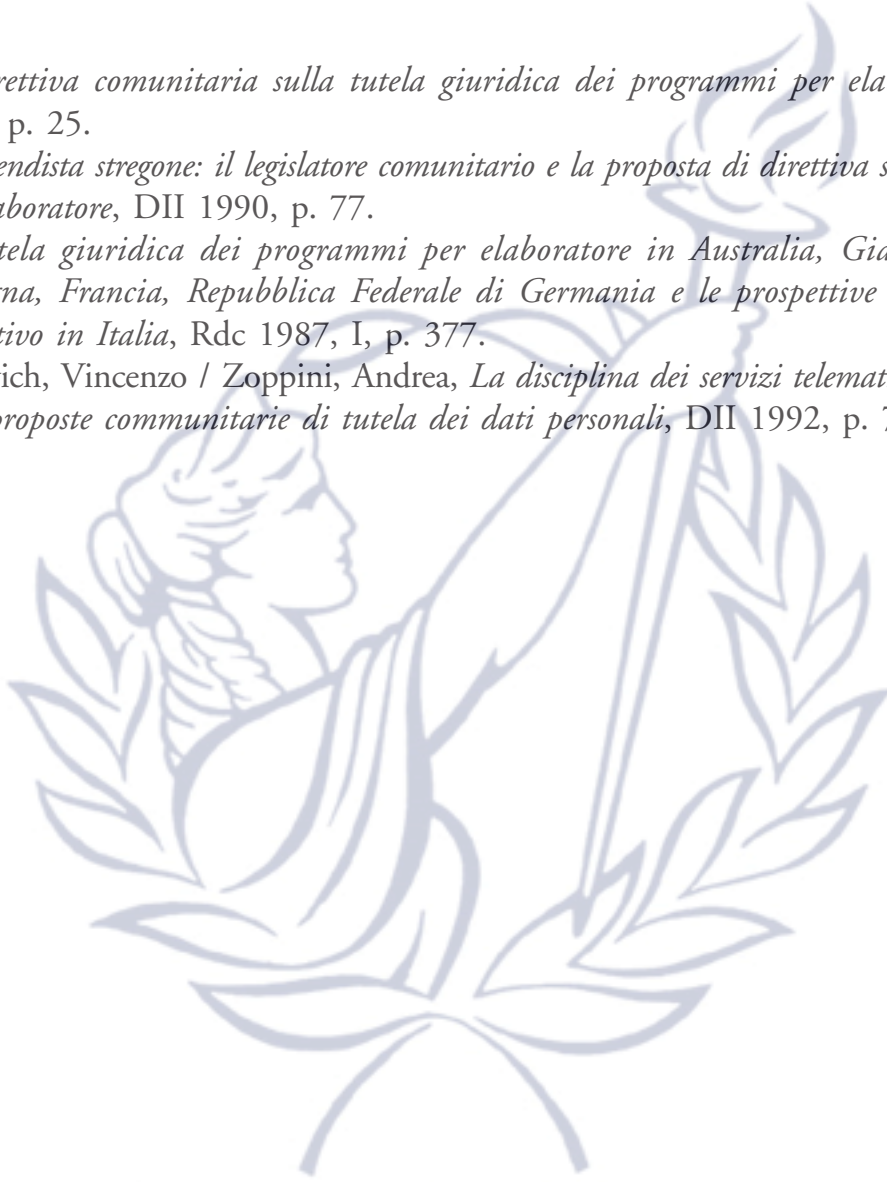 rettiva comunitaria sulla tutela giuridica dei programmi per ela
p. 25.
endista stregone: il legislatore comunitario e la proposta di direttiva s
aboratore, DII 1990, p. 77.
tela giuridica dei programmi per elaboratore in Australia, Gia
gna, Francia, Repubblica Federale di Germania e le prospettive
tivo in Italia, Rdc 1987, I, p. 377.
ich, Vincenzo / Zoppini, Andrea, La disciplina dei servizi telemat
proposte communitarie di tutela dei dati personali, DII 1992, p. 7